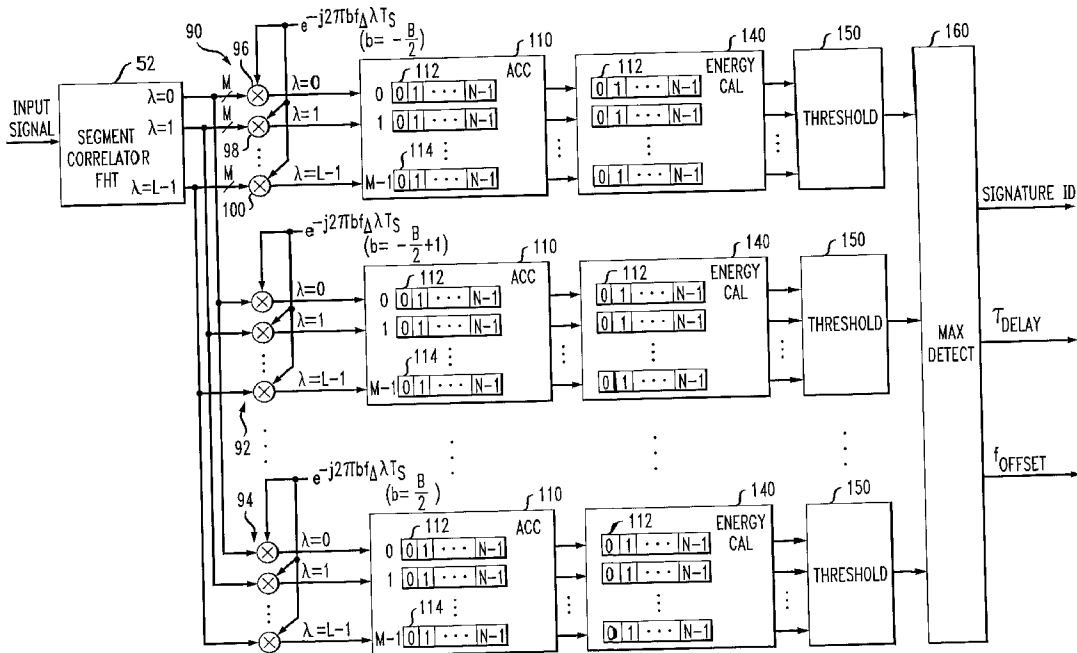 INPUT
SIGNAL
52
SEGMENT
CORRELATOR
FHT
λ=0
λ=1
λ=L-1
90
M
M
M
96
98
100
e^-j2πbf_ΔλT_S
(b= -B/2)
λ=0
λ=1
λ=L-1
110
ACC
112
0 0 1 ··· N-1
1 0 1 ··· N-1
114
M-1 0 1 ··· N-1
140
ENERGY
CAL
112
0 1 ··· N-1
0 1 ··· N-1
0 1 ··· N-1
150
THRESHOLD
160
MAX
DETECT
SIGNATURE ID
τ_DELAY
f_OFFSET
e^-j2πbf_ΔλT_S
(b= -B/2+1)
92
λ=0
λ=1
λ=L-1
110
ACC
112
0 0 1 ··· N-1
1 0 1 ··· N-1
114
M-1 0 1 ··· N-1
140
ENERGY
CAL
112
0 1 ··· N-1
0 1 ··· N-1
0 1 ··· N-1
150
THRESHOLD
e^-j2πbf_ΔλT_S
(b= B/2)
94
λ=0
λ=1
λ=L-1
110
ACC
112
0 0 1 ··· N-1
1 0 1 ··· N-1
114
M-1 0 1 ··· N-1
140
ENERGY
CAL
112
0 1 ··· N-1
0 1 ··· N-1
0 1 ··· N-1
150
THRESHOLD